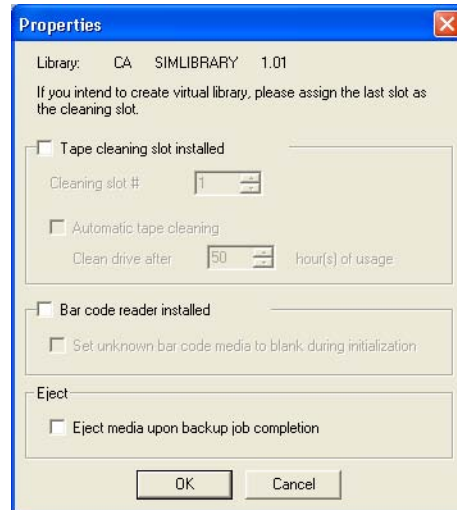 Properties
Library: CA SIMLIBRARY 1.01
If you intend to create virtual library, please assign the last slot as
the cleaning slot.
Tape cleaning slot installed
Cleaning slot # 1
Automatic tape cleaning
Clean drive after 50 hour(s) of usage
Bar code reader installed
Set unknown bar code media to blank during initialization
Eject
Eject media upon backup job completion
OK Cancel